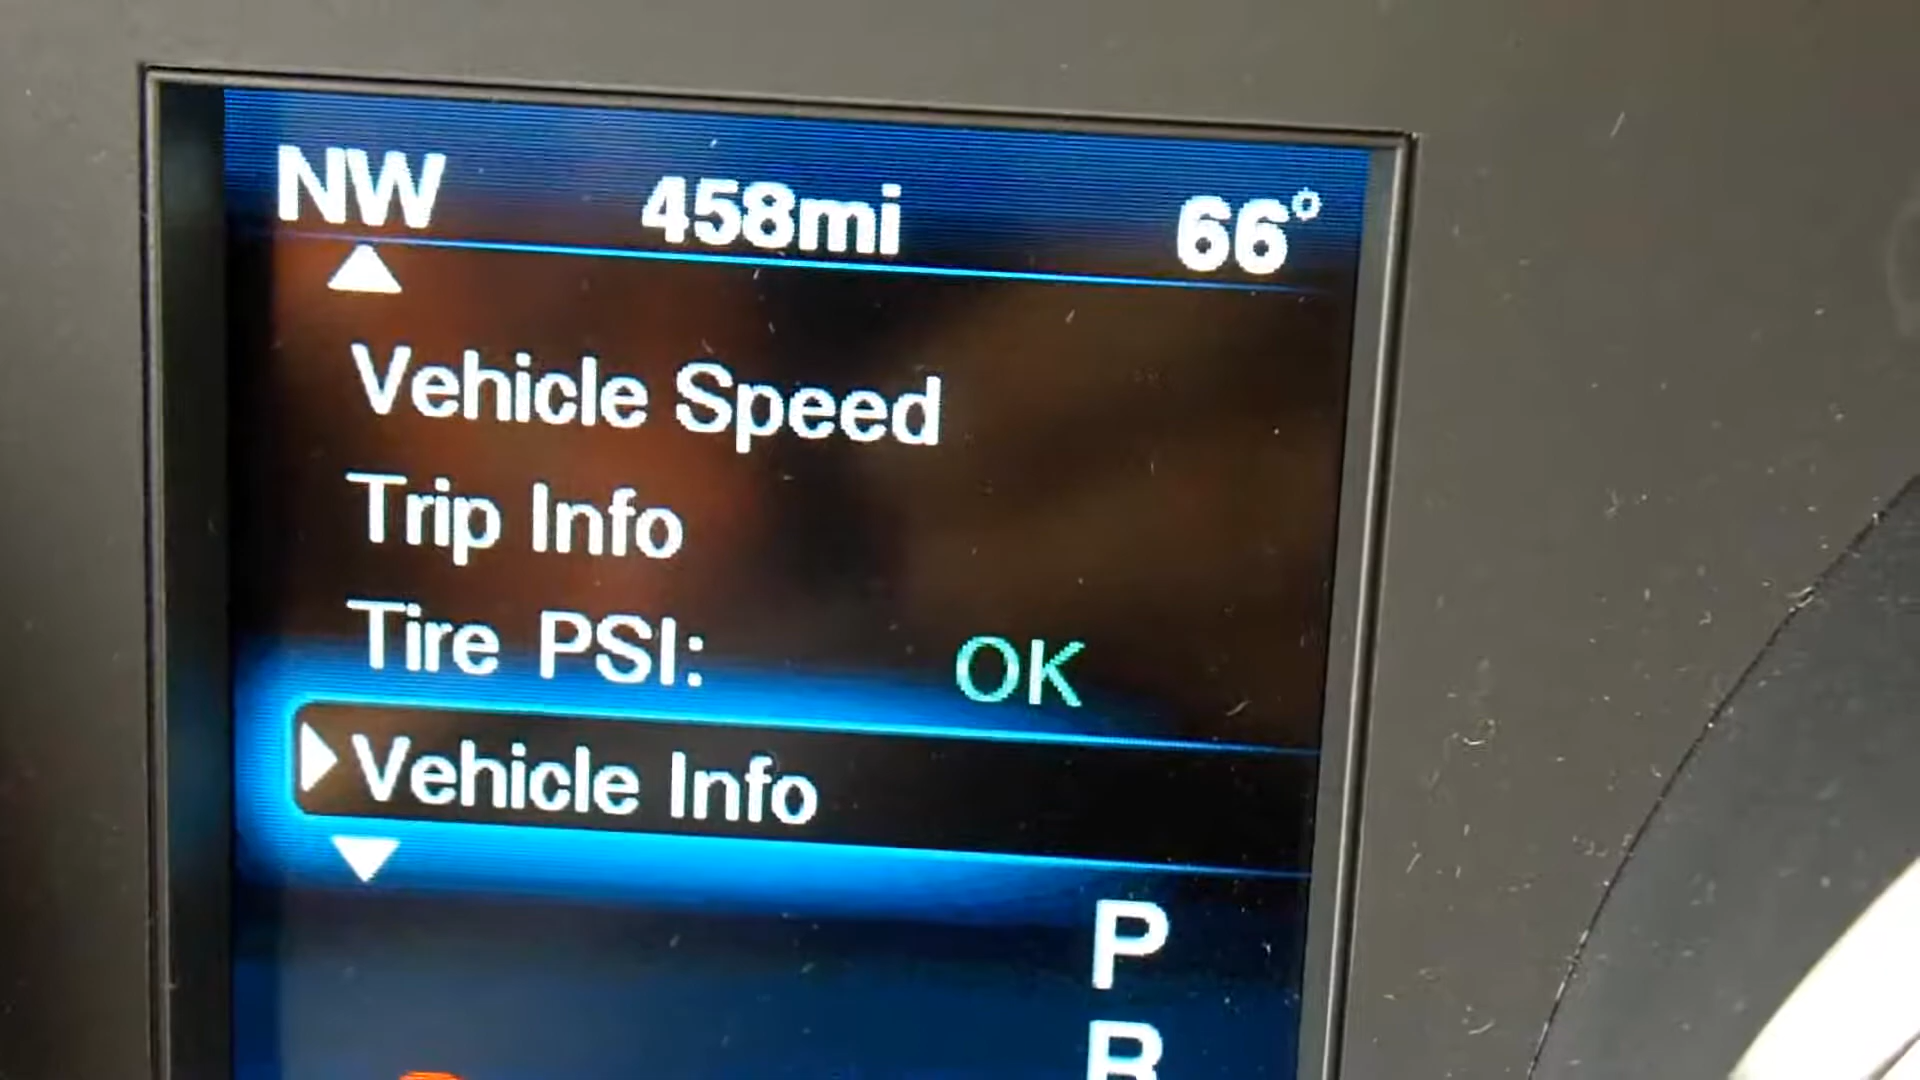 NW 458mi 66°
Vehicle Speed
Trip Info
Tire PSI: OK
Vehicle Info
P